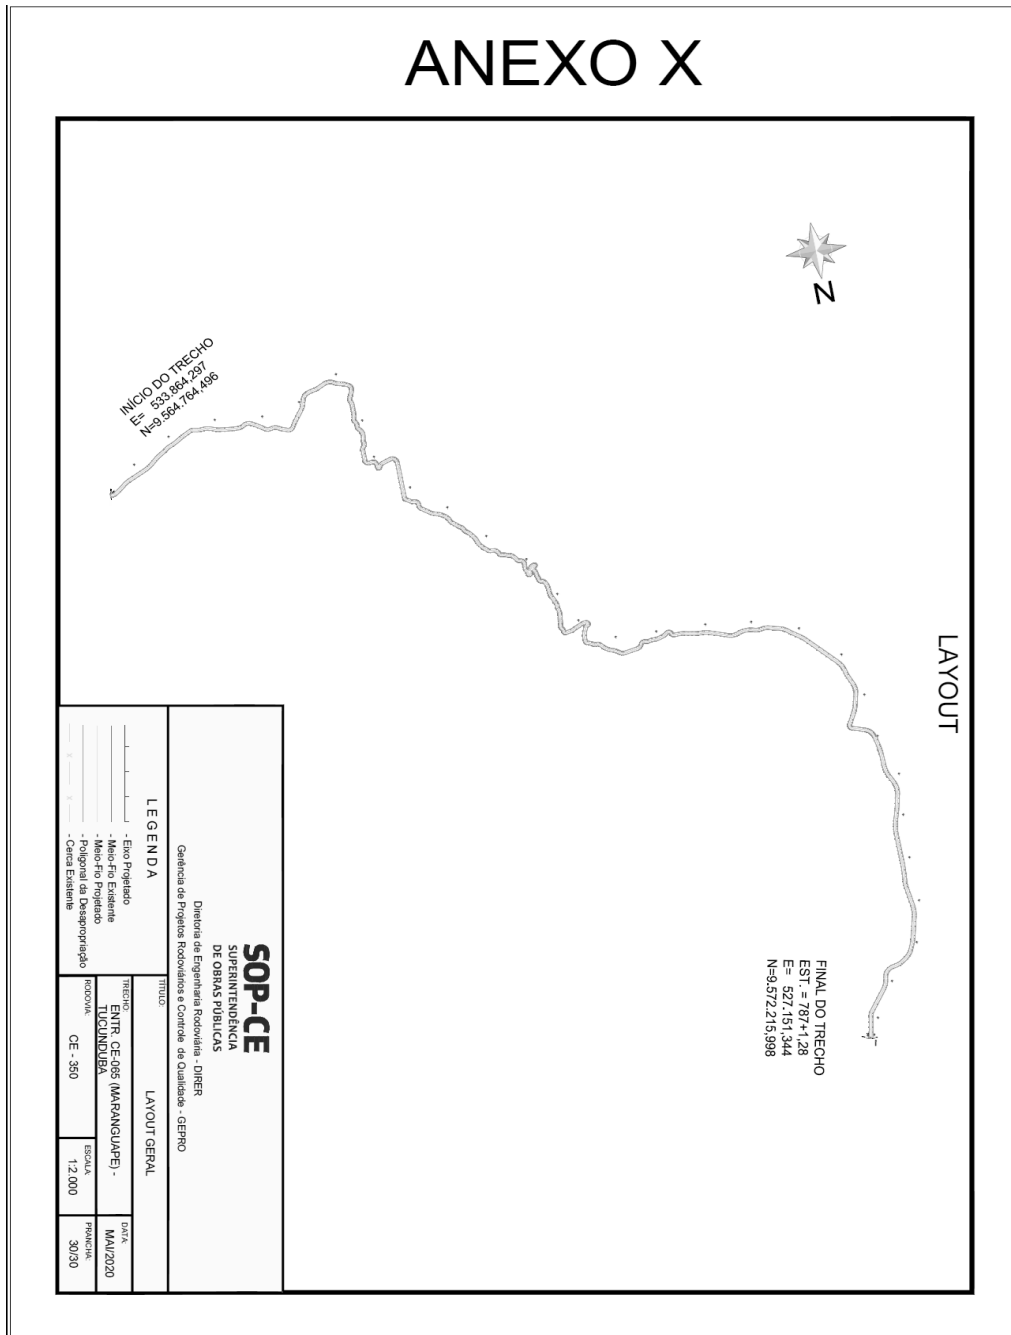 ANEXO X
LAYOUT
INÍCIO DO TRECHO
E= 533.864,297
N=9.564.764,496
N
FINAL DO TRECHO
EST. = 787+1,28
E= 527.151,344
N=9.572.215,998
SOP-CE
SUPERINTENDÊNCIA
DE OBRAS PÚBLICAS
Diretoria de Engenharia Rodoviária - DIRER
Gerência de Projetos Rodoviários e Controle de Qualidade - GEPRO
LEGENDA
- Eixo Projetado
- Meio-Fio Existente
- Meio-Fio Projetado
- Poligonal da Desapropriação
- Cerca Existente
TÍTULO:
LAYOUT GERAL
TRECHO:
ENTR. CE-065 (MARANGUAPE) -
TUCUNDUBA
DATA:
MAI/2020
RODOVIA:
CE - 350
ESCALA:
1:2.000
PRANCHA:
30/30